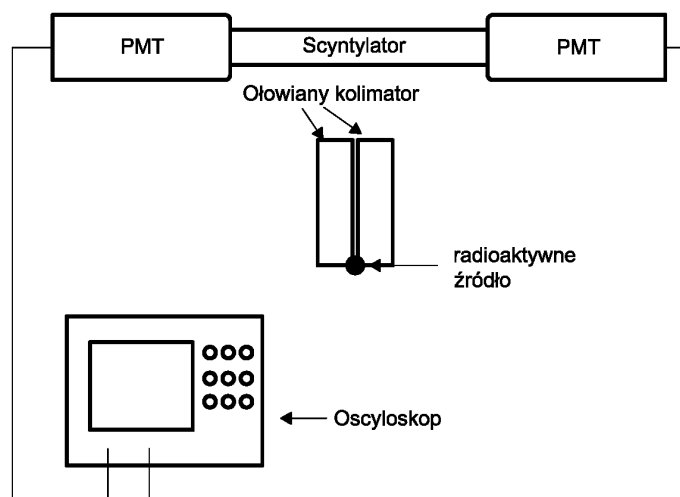 PMT
Scyntylator
PMT
Ołowiany kolimator
radioaktywne
źródło
Oscyloskop